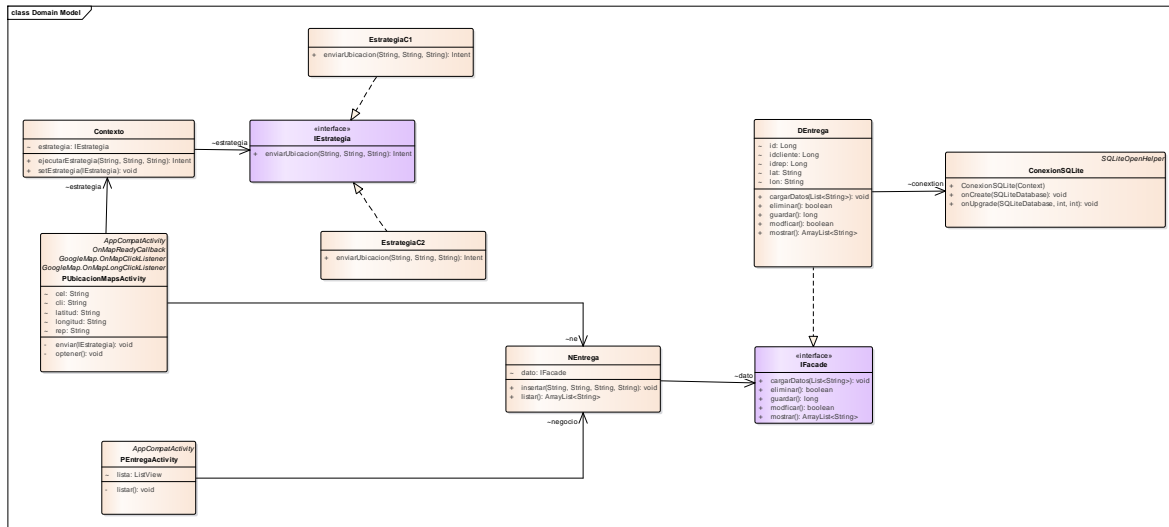 class Domain Model
EstrategiaC1
+ enviarUbicacion(String, String, String): Intent
Contexto
~ estrategia: IEstrategia
+ ejecutarEstrategia(String, String, String): Intent
+ setEstrategia(IEstrategia): void
~estrategia
«interface»
IEstrategia
+ enviarUbicacion(String, String, String): Intent
~estrategia
EstrategiaC2
+ enviarUbicacion(String, String, String): Intent
AppCompatActivity
OnMapReadyCallback
GoogleMap.OnMapClickListener
GoogleMap.OnMapLongClickListener
PUbicacionMapsActivity
~ cel: String
~ cli: String
~ latitud: String
~ longitud: String
~ rep: String
- enviar(IEstrategia): void
- optener(): void
~ne
DEntrega
~ id: Long
~ idcliente: Long
~ idrep: Long
~ lat: String
~ lon: String
+ cargarDatos(List<String>): void
+ eliminar(): boolean
+ guardar(): long
+ modficar(): boolean
+ mostrar(): ArrayList<String>
~conextion
SQLiteOpenHelper
ConexionSQLite
+ ConexionSQLite(Context)
+ onCreate(SQLiteDatabase): void
+ onUpgrade(SQLiteDatabase, int, int): void
NEntrega
~ dato: IFacade
+ insertar(String, String, String, String): void
+ listar(): ArrayList<String>
~dato
«interface»
IFacade
+ cargarDatos(List<String>): void
+ eliminar(): boolean
+ guardar(): long
+ modficar(): boolean
+ mostrar(): ArrayList<String>
~negocio
AppCompatActivity
PEntregaActivity
~ lista: ListView
- listar(): void